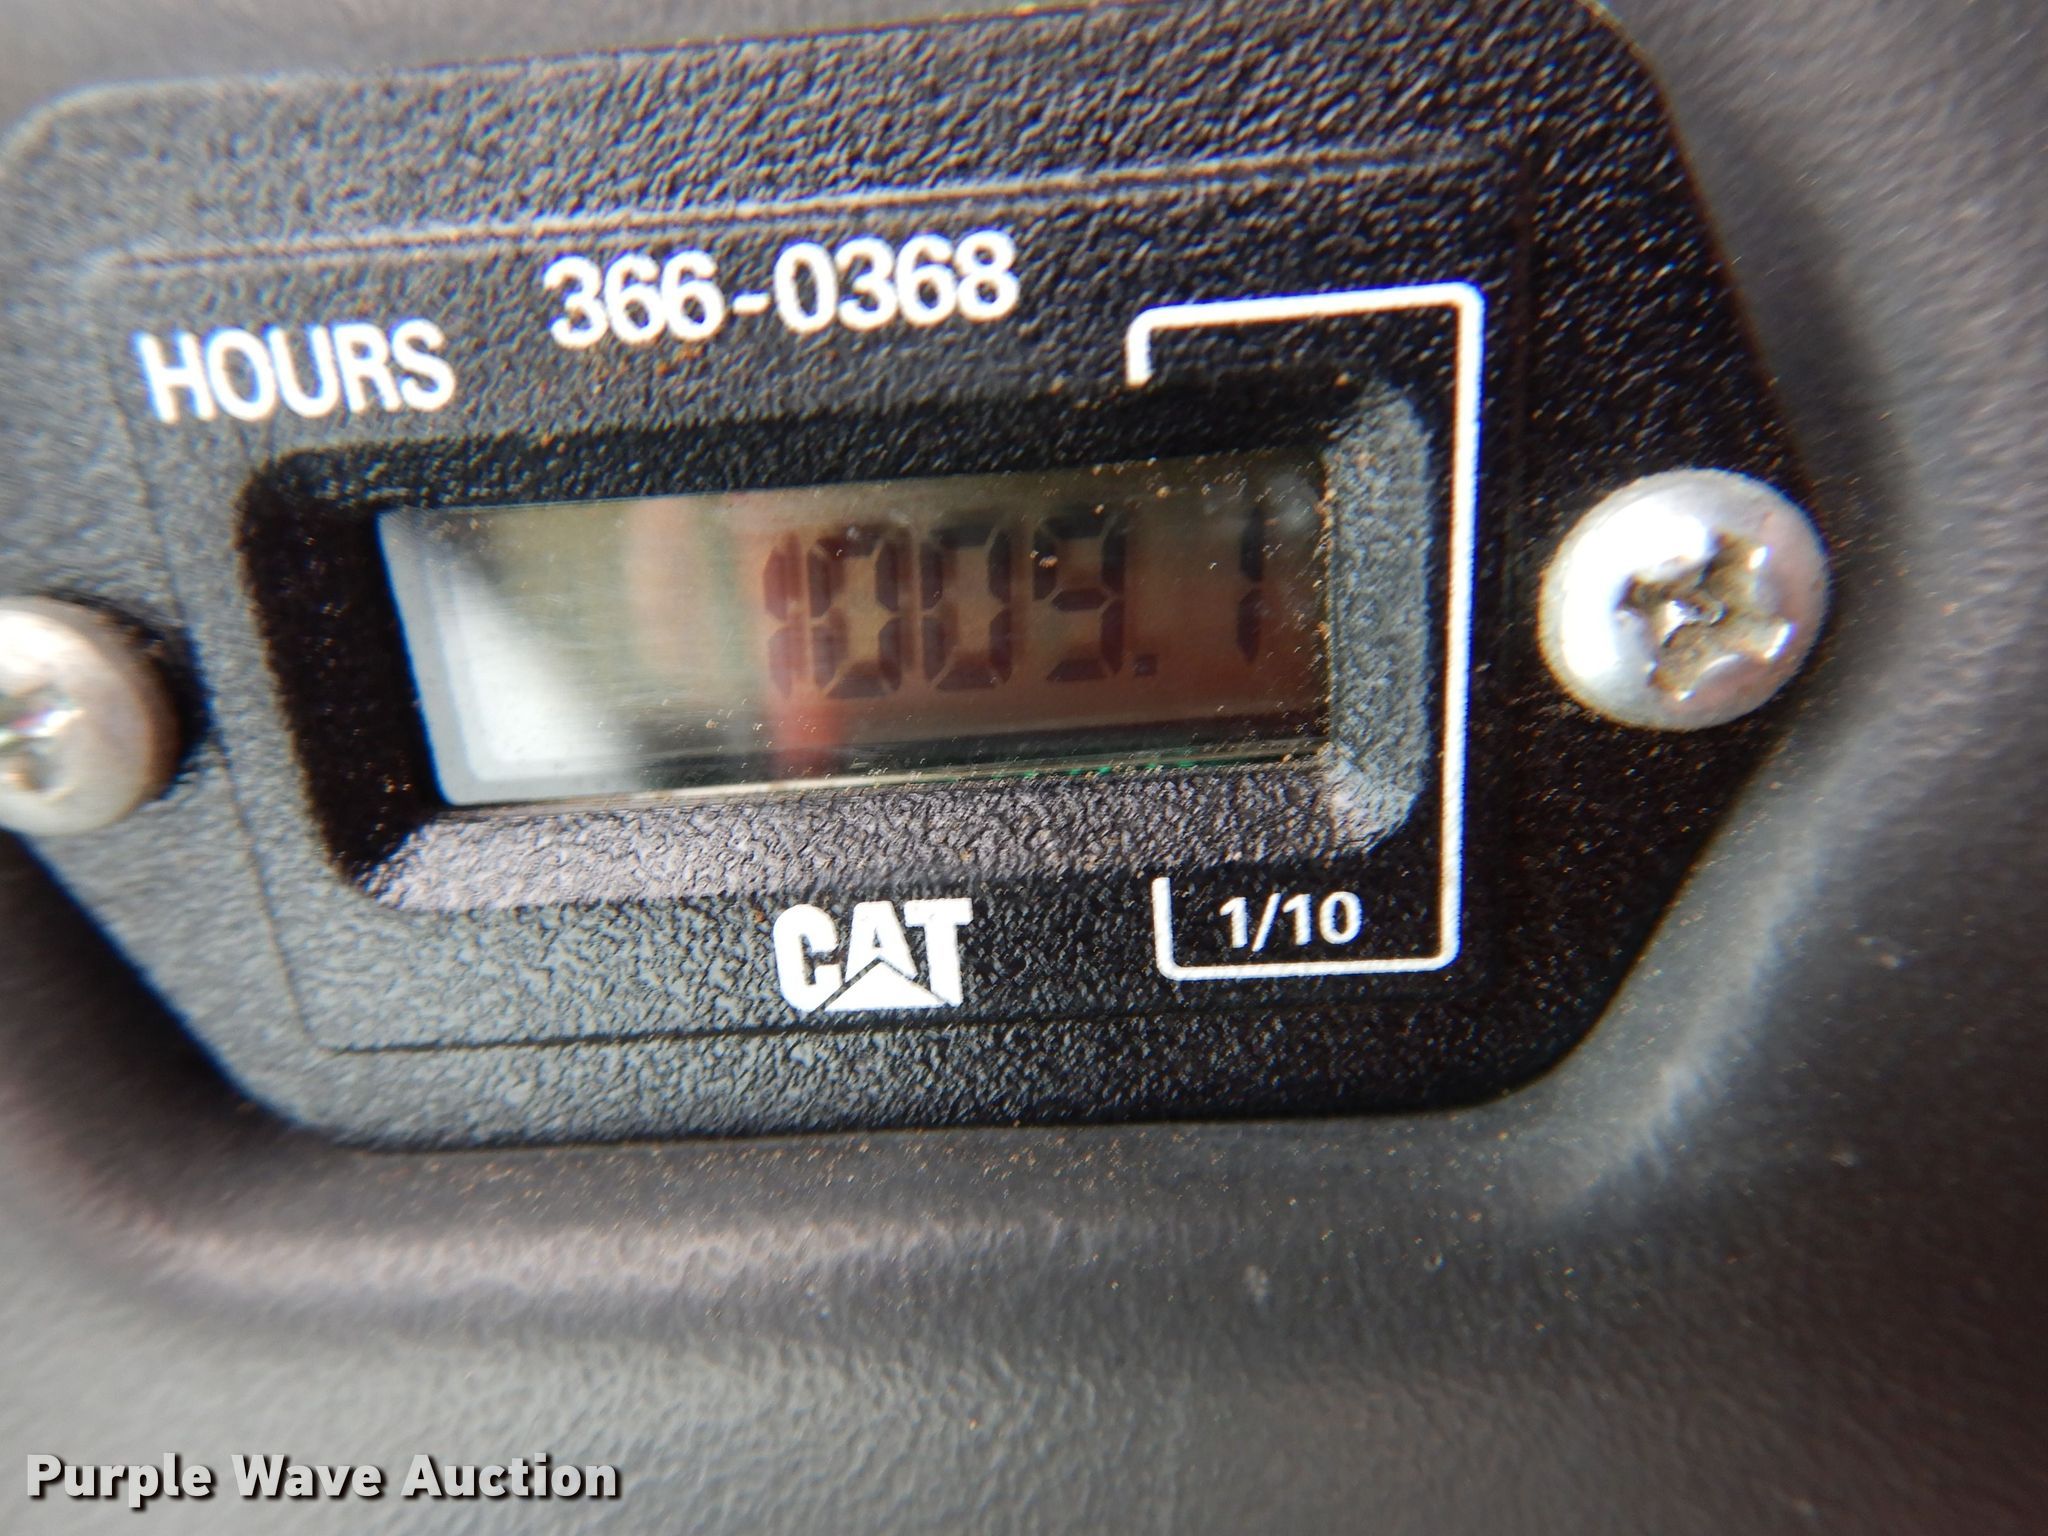 366-0368
HOURS
1009.1
CAT
1/10
Purple Wave Auction